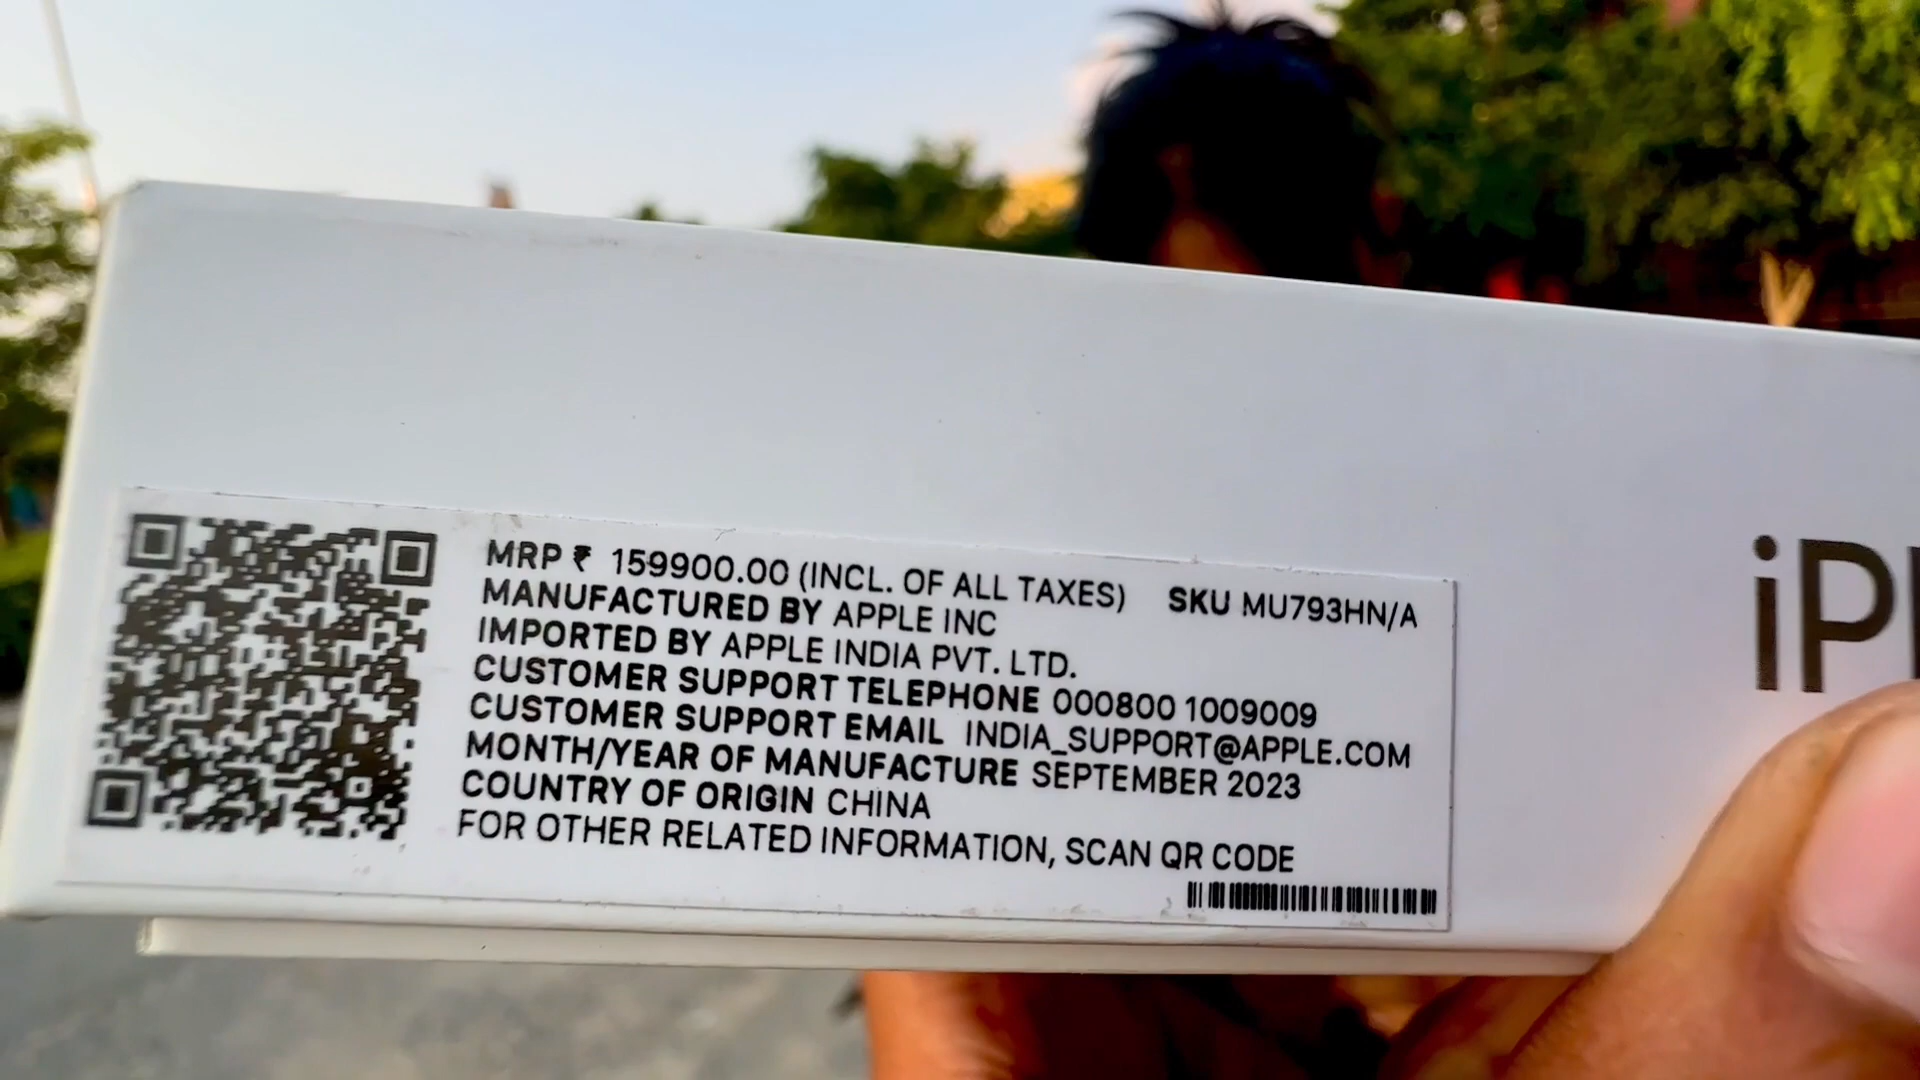 MRP ₹ 159900.00 (INCL. OF ALL TAXES) SKU MU793HN/A
MANUFACTURED BY APPLE INC
IMPORTED BY APPLE INDIA PVT. LTD.
CUSTOMER SUPPORT TELEPHONE 000800 1009009
CUSTOMER SUPPORT EMAIL INDIA_SUPPORT@APPLE.COM
MONTH/YEAR OF MANUFACTURE SEPTEMBER 2023
COUNTRY OF ORIGIN CHINA
FOR OTHER RELATED INFORMATION, SCAN QR CODE
iP